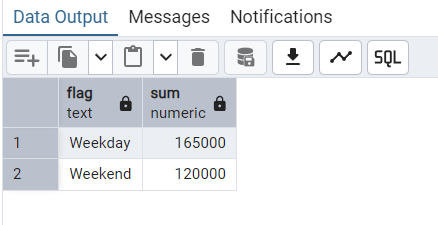 Data Output Messages Notifications
SQL
flag sum
text numeric
1 Weekday 165000
2 Weekend 120000